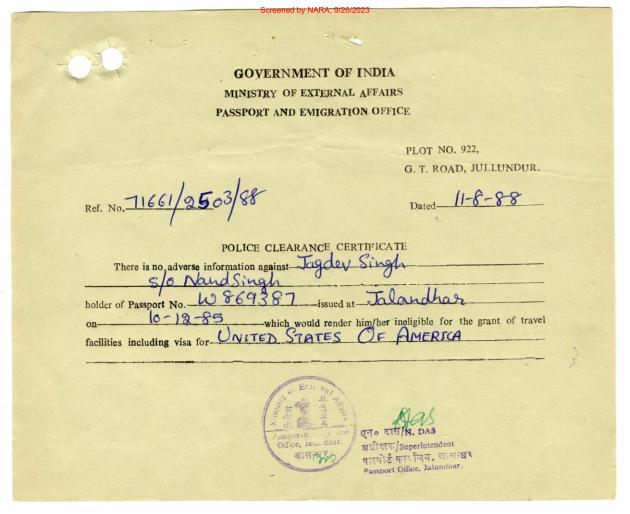 Screened by NARA, 9/26/2023
GOVERNMENT OF INDIA
MINISTRY OF EXTERNAL AFFAIRS
PASSPORT AND EMIGRATION OFFICE
PLOT NO. 922,
G. T. ROAD, JULLUNDUR.
Ref. No. 71661/2503/88 Dated 11-8-88
POLICE CLEARANCE CERTIFICATE
There is no adverse information against Jagdev Singh
s/o Nand Singh
holder of Passport No. W869387 issued at Jalandhar
on 10-12-85 which would render him/her ineligible for the grant of travel
facilities including visa for UNITED STATES OF AMERICA
Ministry of External Affairs
Office, Jalandhar.
Das
एन० दास/N. DAS
अधीक्षक/Superintendent
पासपोर्ट कार्यालय, जालन्धर
Passport Office, Jalandhar.